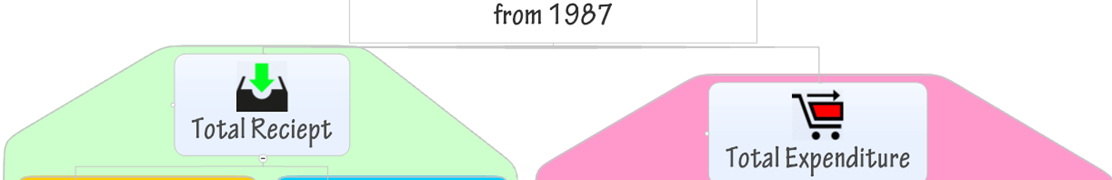 from 1987
Total Reciept
Total Expenditure